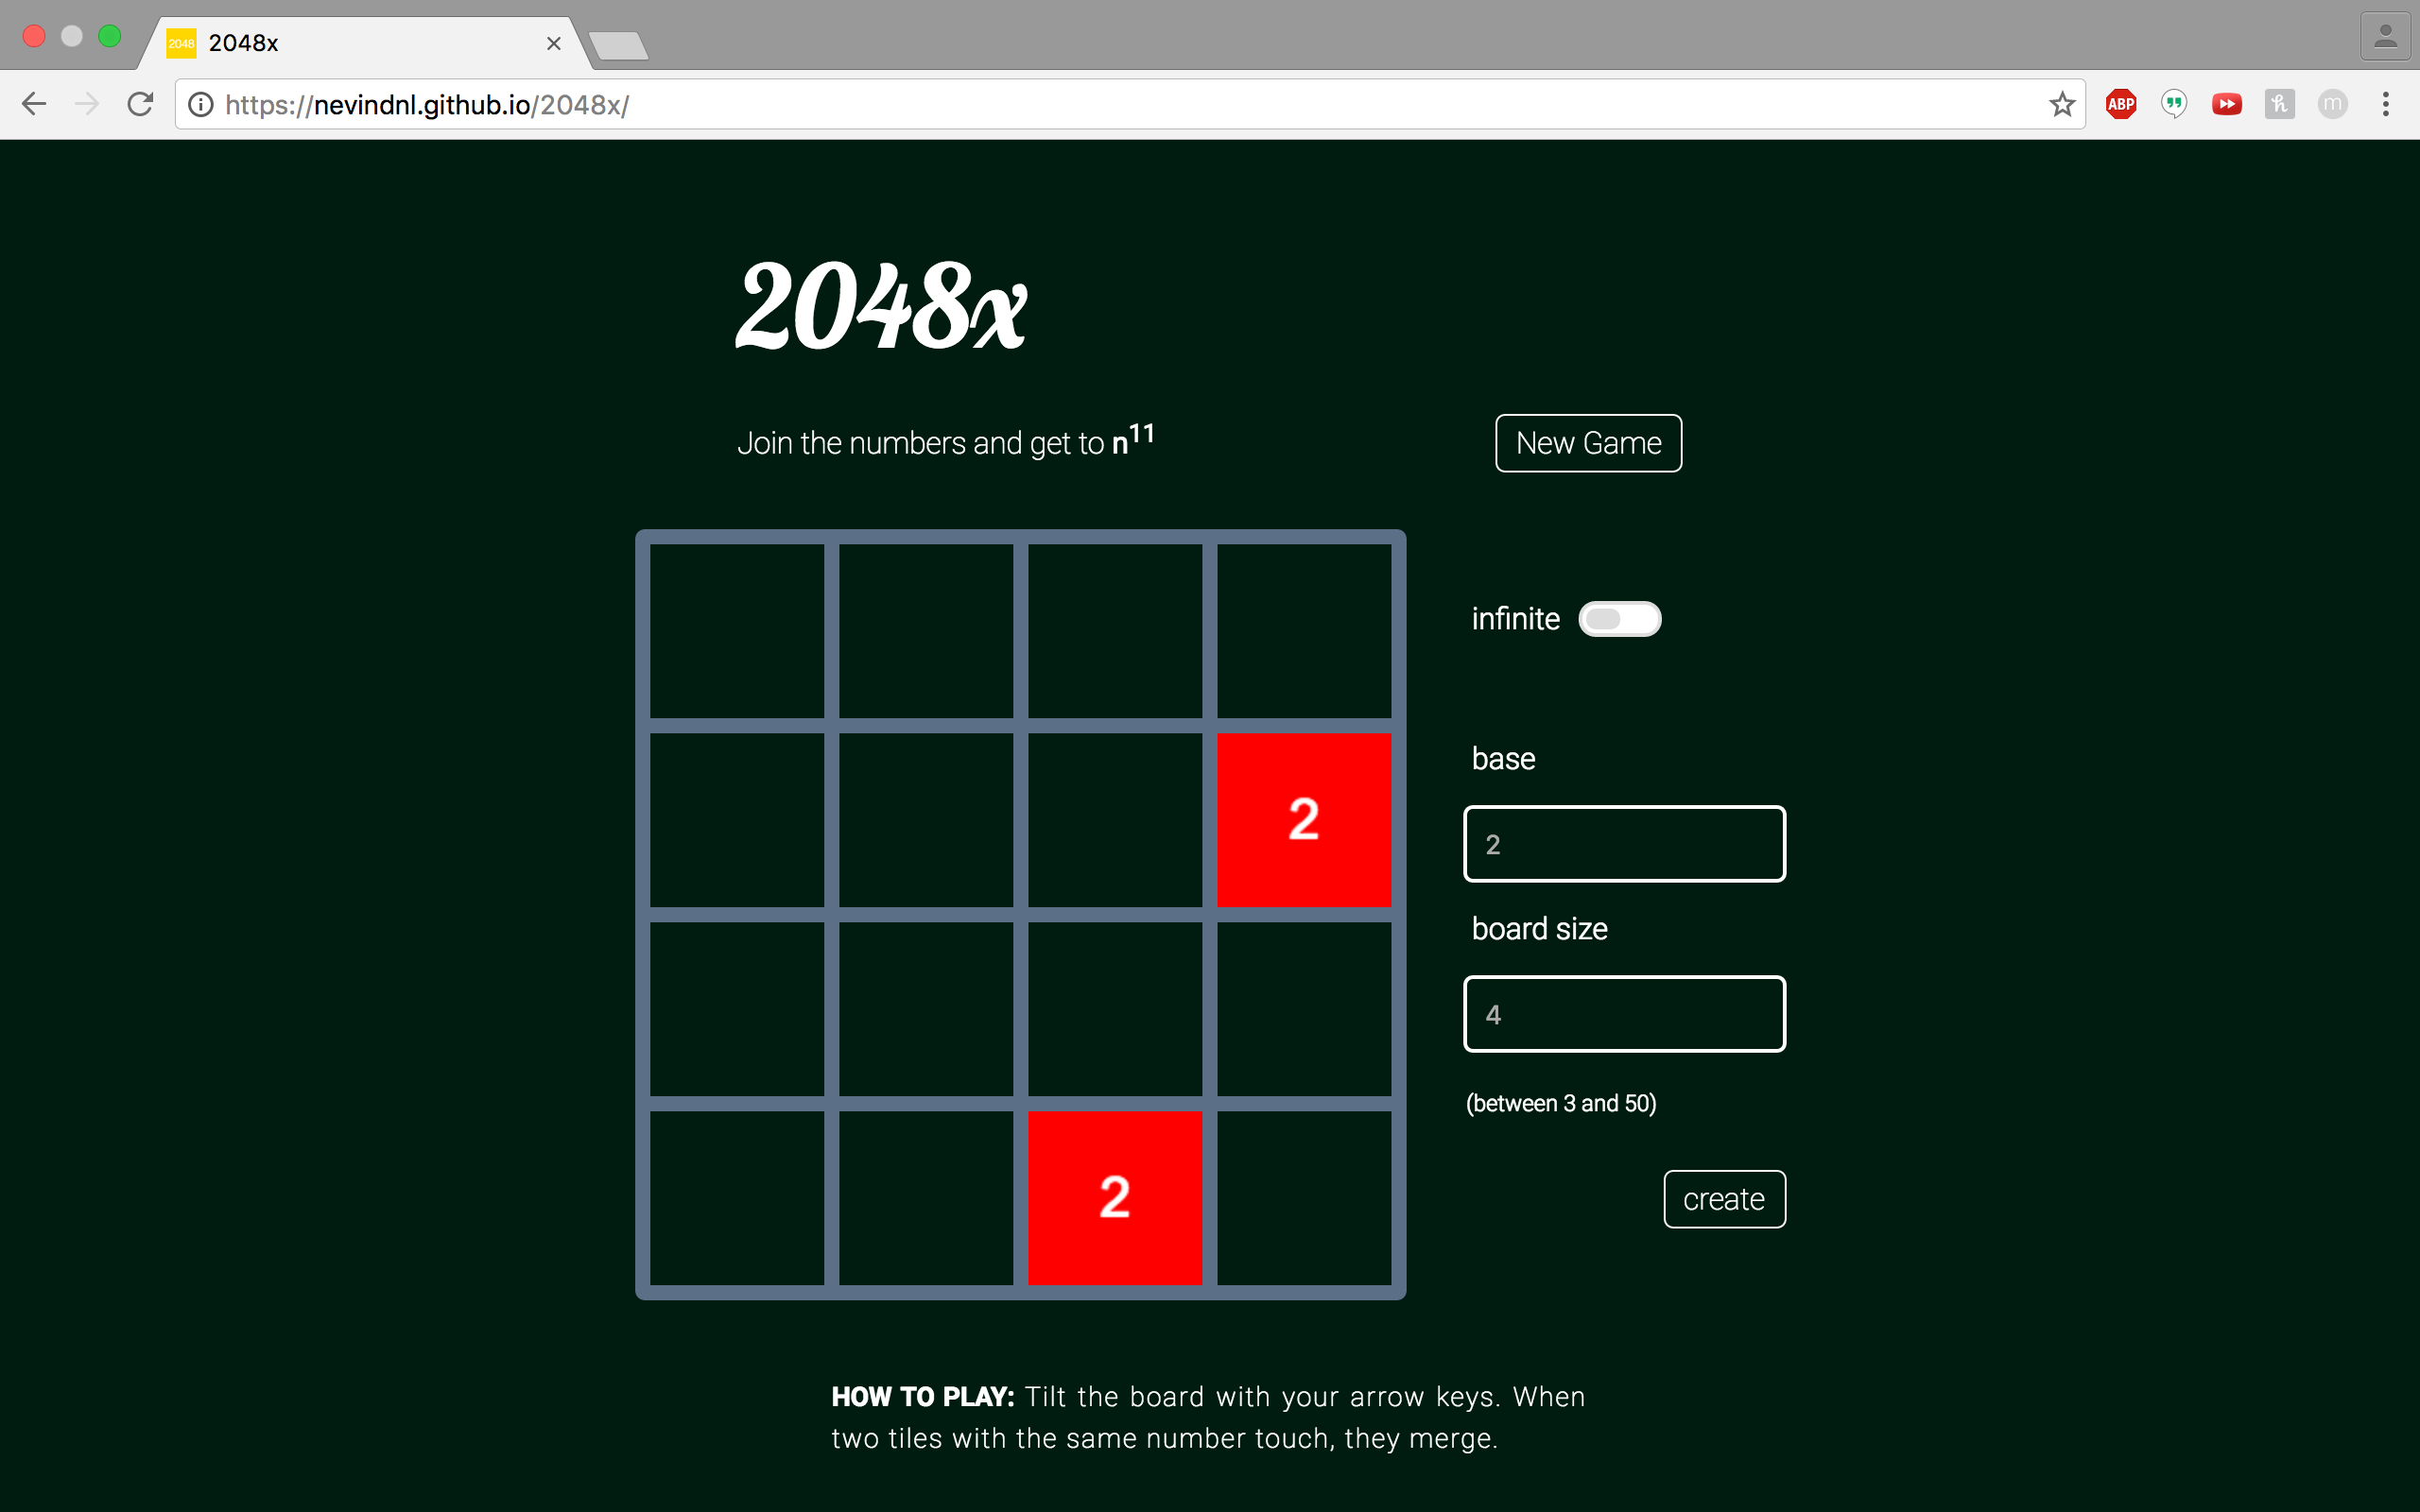 2048 2048x
https://nevindnl.github.io/2048x/
ABP
h
m
2048x
Join the numbers and get to n11
New Game
infinite
base
2
2
board size
4
(between 3 and 50)
2
create
HOW TO PLAY: Tilt the board with your arrow keys. When
two tiles with the same number touch, they merge.